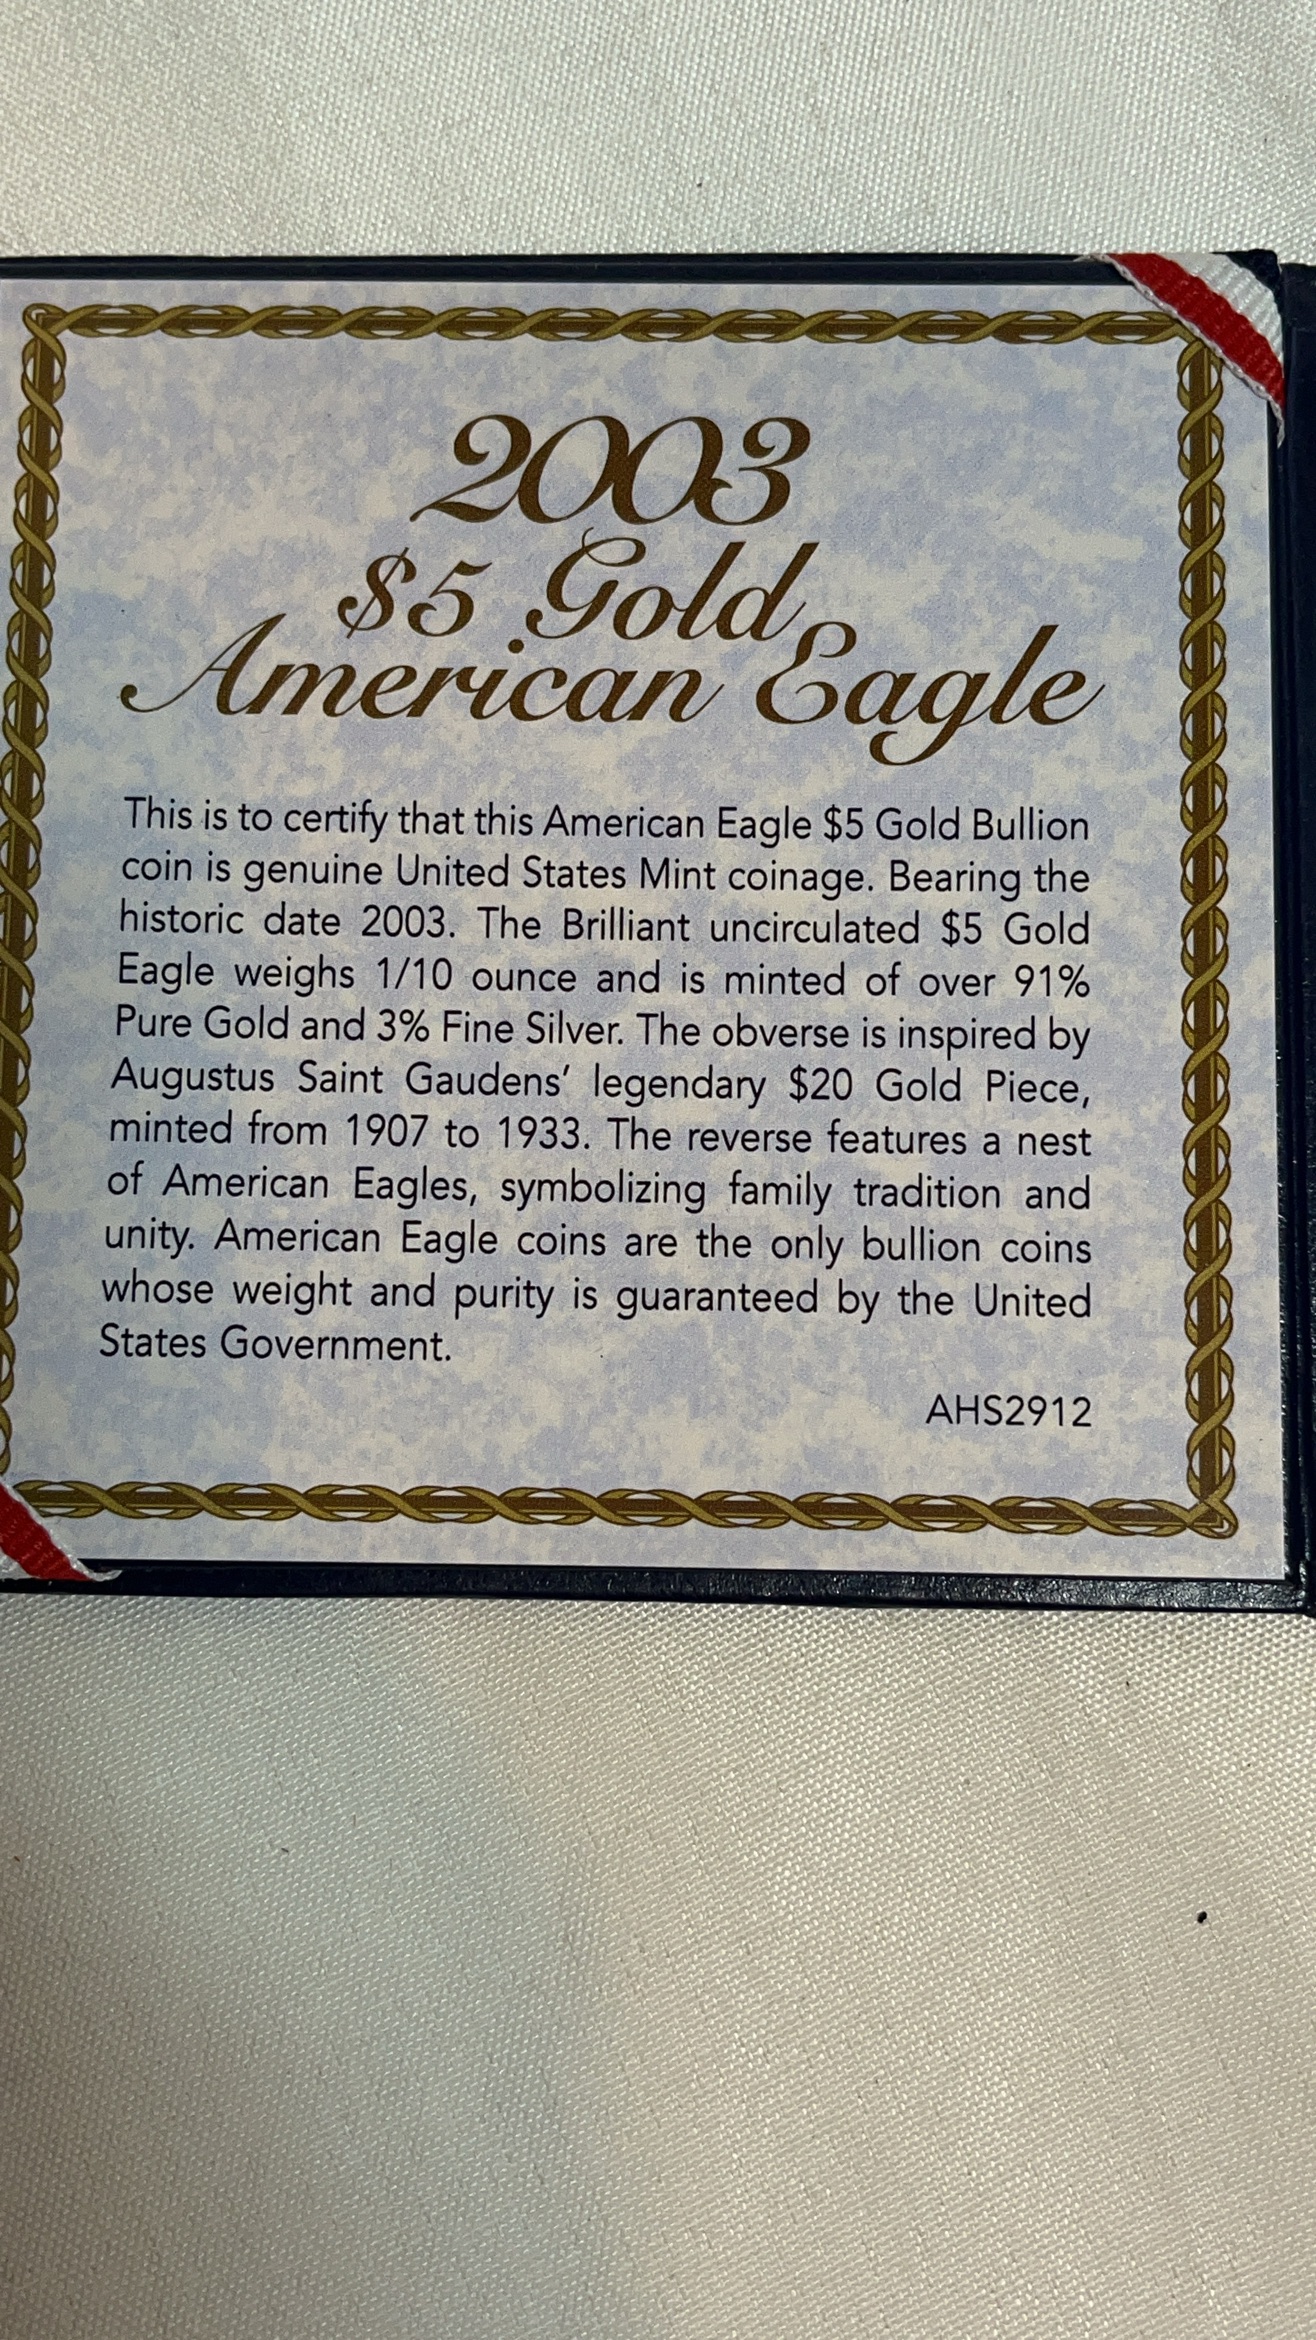 2003
$5 Gold
American Eagle
This is to certify that this American Eagle $5 Gold Bullion
coin is genuine United States Mint coinage. Bearing the
historic date 2003. The Brilliant uncirculated $5 Gold
Eagle weighs 1/10 ounce and is minted of over 91%
Pure Gold and 3% Fine Silver. The obverse is inspired by
Augustus Saint Gaudens’ legendary $20 Gold Piece,
minted from 1907 to 1933. The reverse features a nest
of American Eagles, symbolizing family tradition and
unity. American Eagle coins are the only bullion coins
whose weight and purity is guaranteed by the United
States Government.
AHS2912